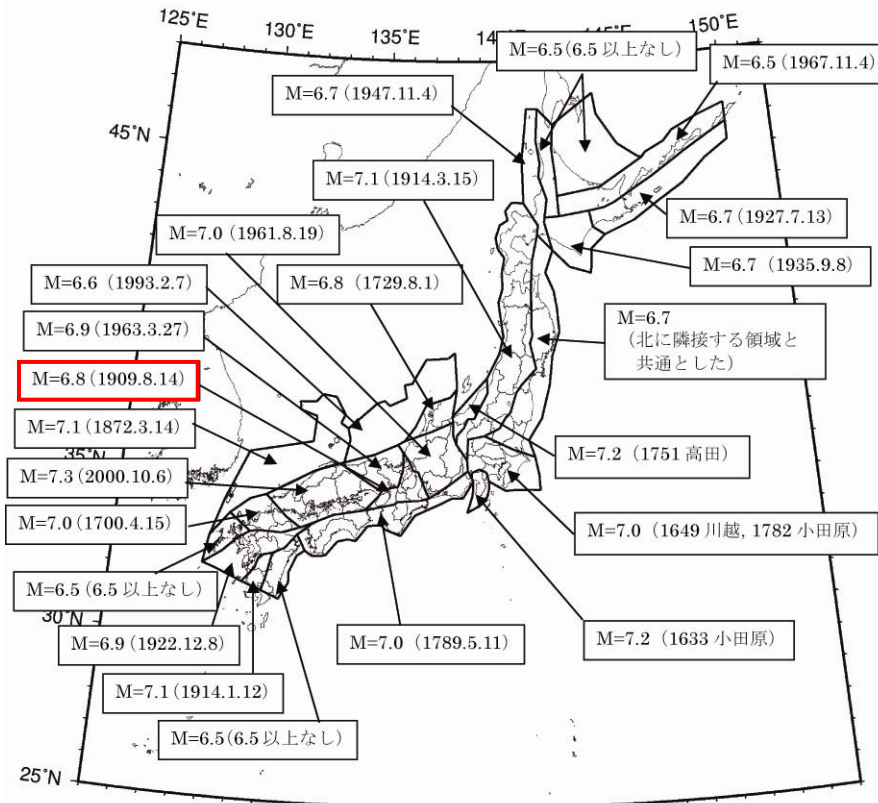 125°E
130°E
135°E
145°E
150°E
M=6.5(6.5 以上なし)
M=6.5 (1967.11.4)
M=6.7 (1947.11.4)
45°N
M=7.1 (1914.3.15)
M=7.0 (1961.8.19)
M=6.7 (1927.7.13)
M=6.7 (1935.9.8)
M=6.6 (1993.2.7)
M=6.8 (1729.8.1)
M=6.9 (1963.3.27)
M=6.7
(北に隣接する領域と
共通とした)
M=6.8 (1909.8.14)
M=7.1 (1872.3.14)
35°N
M=7.2 (1751 高田)
M=7.3 (2000.10.6)
M=7.0 (1700.4.15)
M=7.0 (1649 川越, 1782 小田原)
M=6.5(6.5 以上なし)
30°N
M=6.9 (1922.12.8)
M=7.0 (1789.5.11)
M=7.2 (1633 小田原)
M=7.1 (1914.1.12)
M=6.5(6.5 以上なし)
25°N